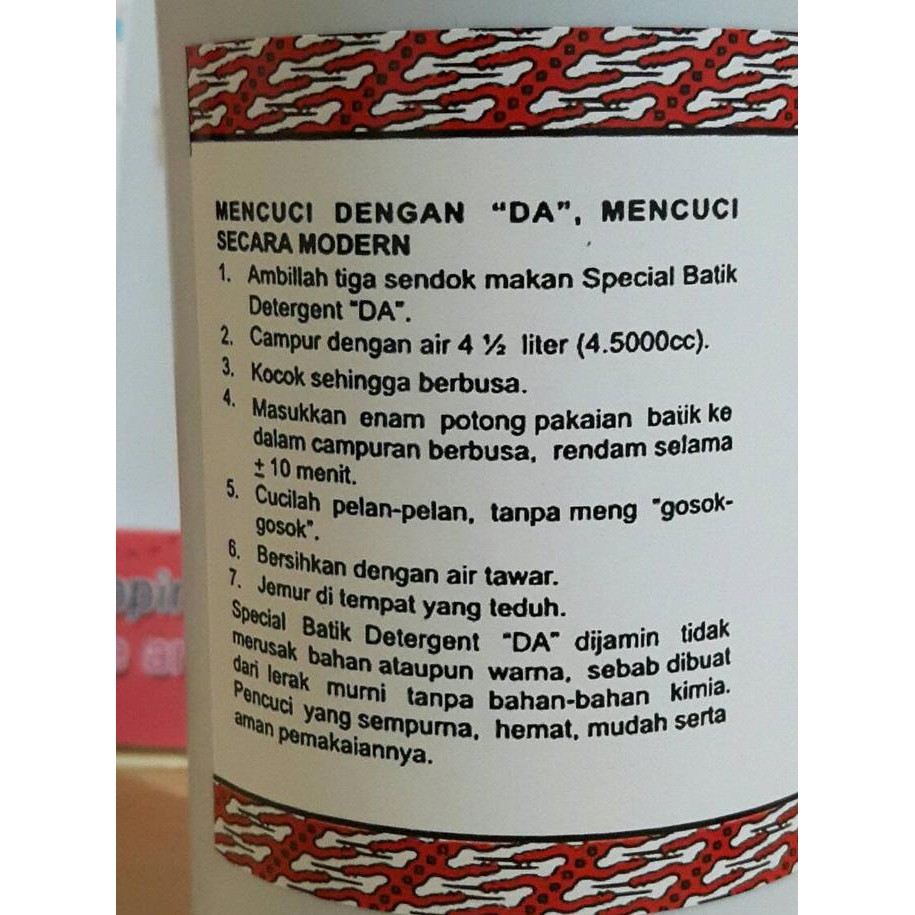 MENCUCI DENGAN “DA”, MENCUCI
SECARA MODERN
1. Ambillah tiga sendok makan Special Batik
Detergent "DA".
2. Campur dengan air 4 ½ liter (4.5000cc).
3. Kocok sehingga berbusa.
4. Masukkan enam potong pakaian batik ke
dalam campuran berbusa, rendam selama
± 10 menit.
5. Cucilah pelan-pelan, tanpa meng "gosok-
gosok".
6. Bersihkan dengan air tawar.
7. Jemur di tempat yang teduh.
Special Batik Detergent "DA" dijamin tidak
merusak bahan ataupun warna, sebab dibuat
dari lerak murni tanpa bahan-bahan kimia.
Pencuci yang sempurna, hemat, mudah serta
aman pemakaiannya.